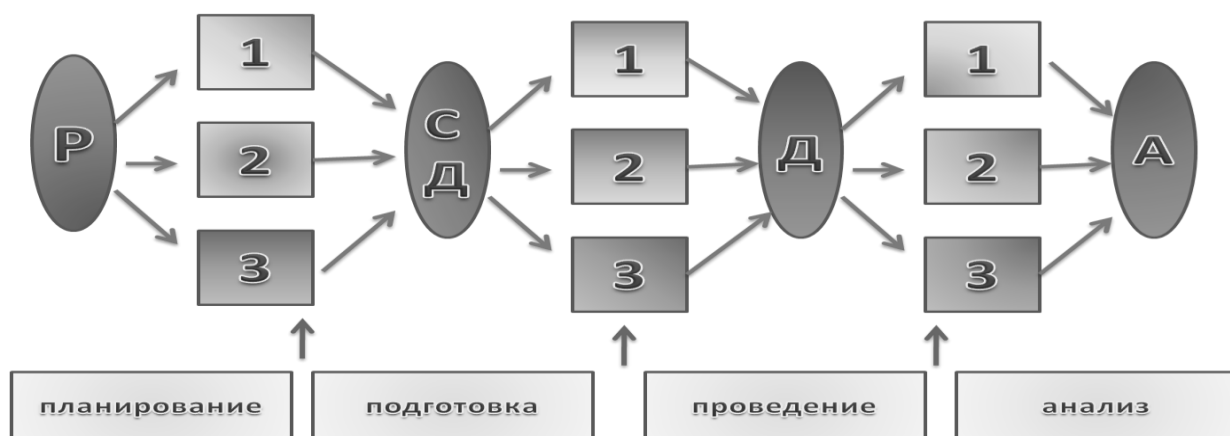 Р
1
2
3
С
Д
1
2
3
Д
1
2
3
А
планирование
подготовка
проведение
анализ